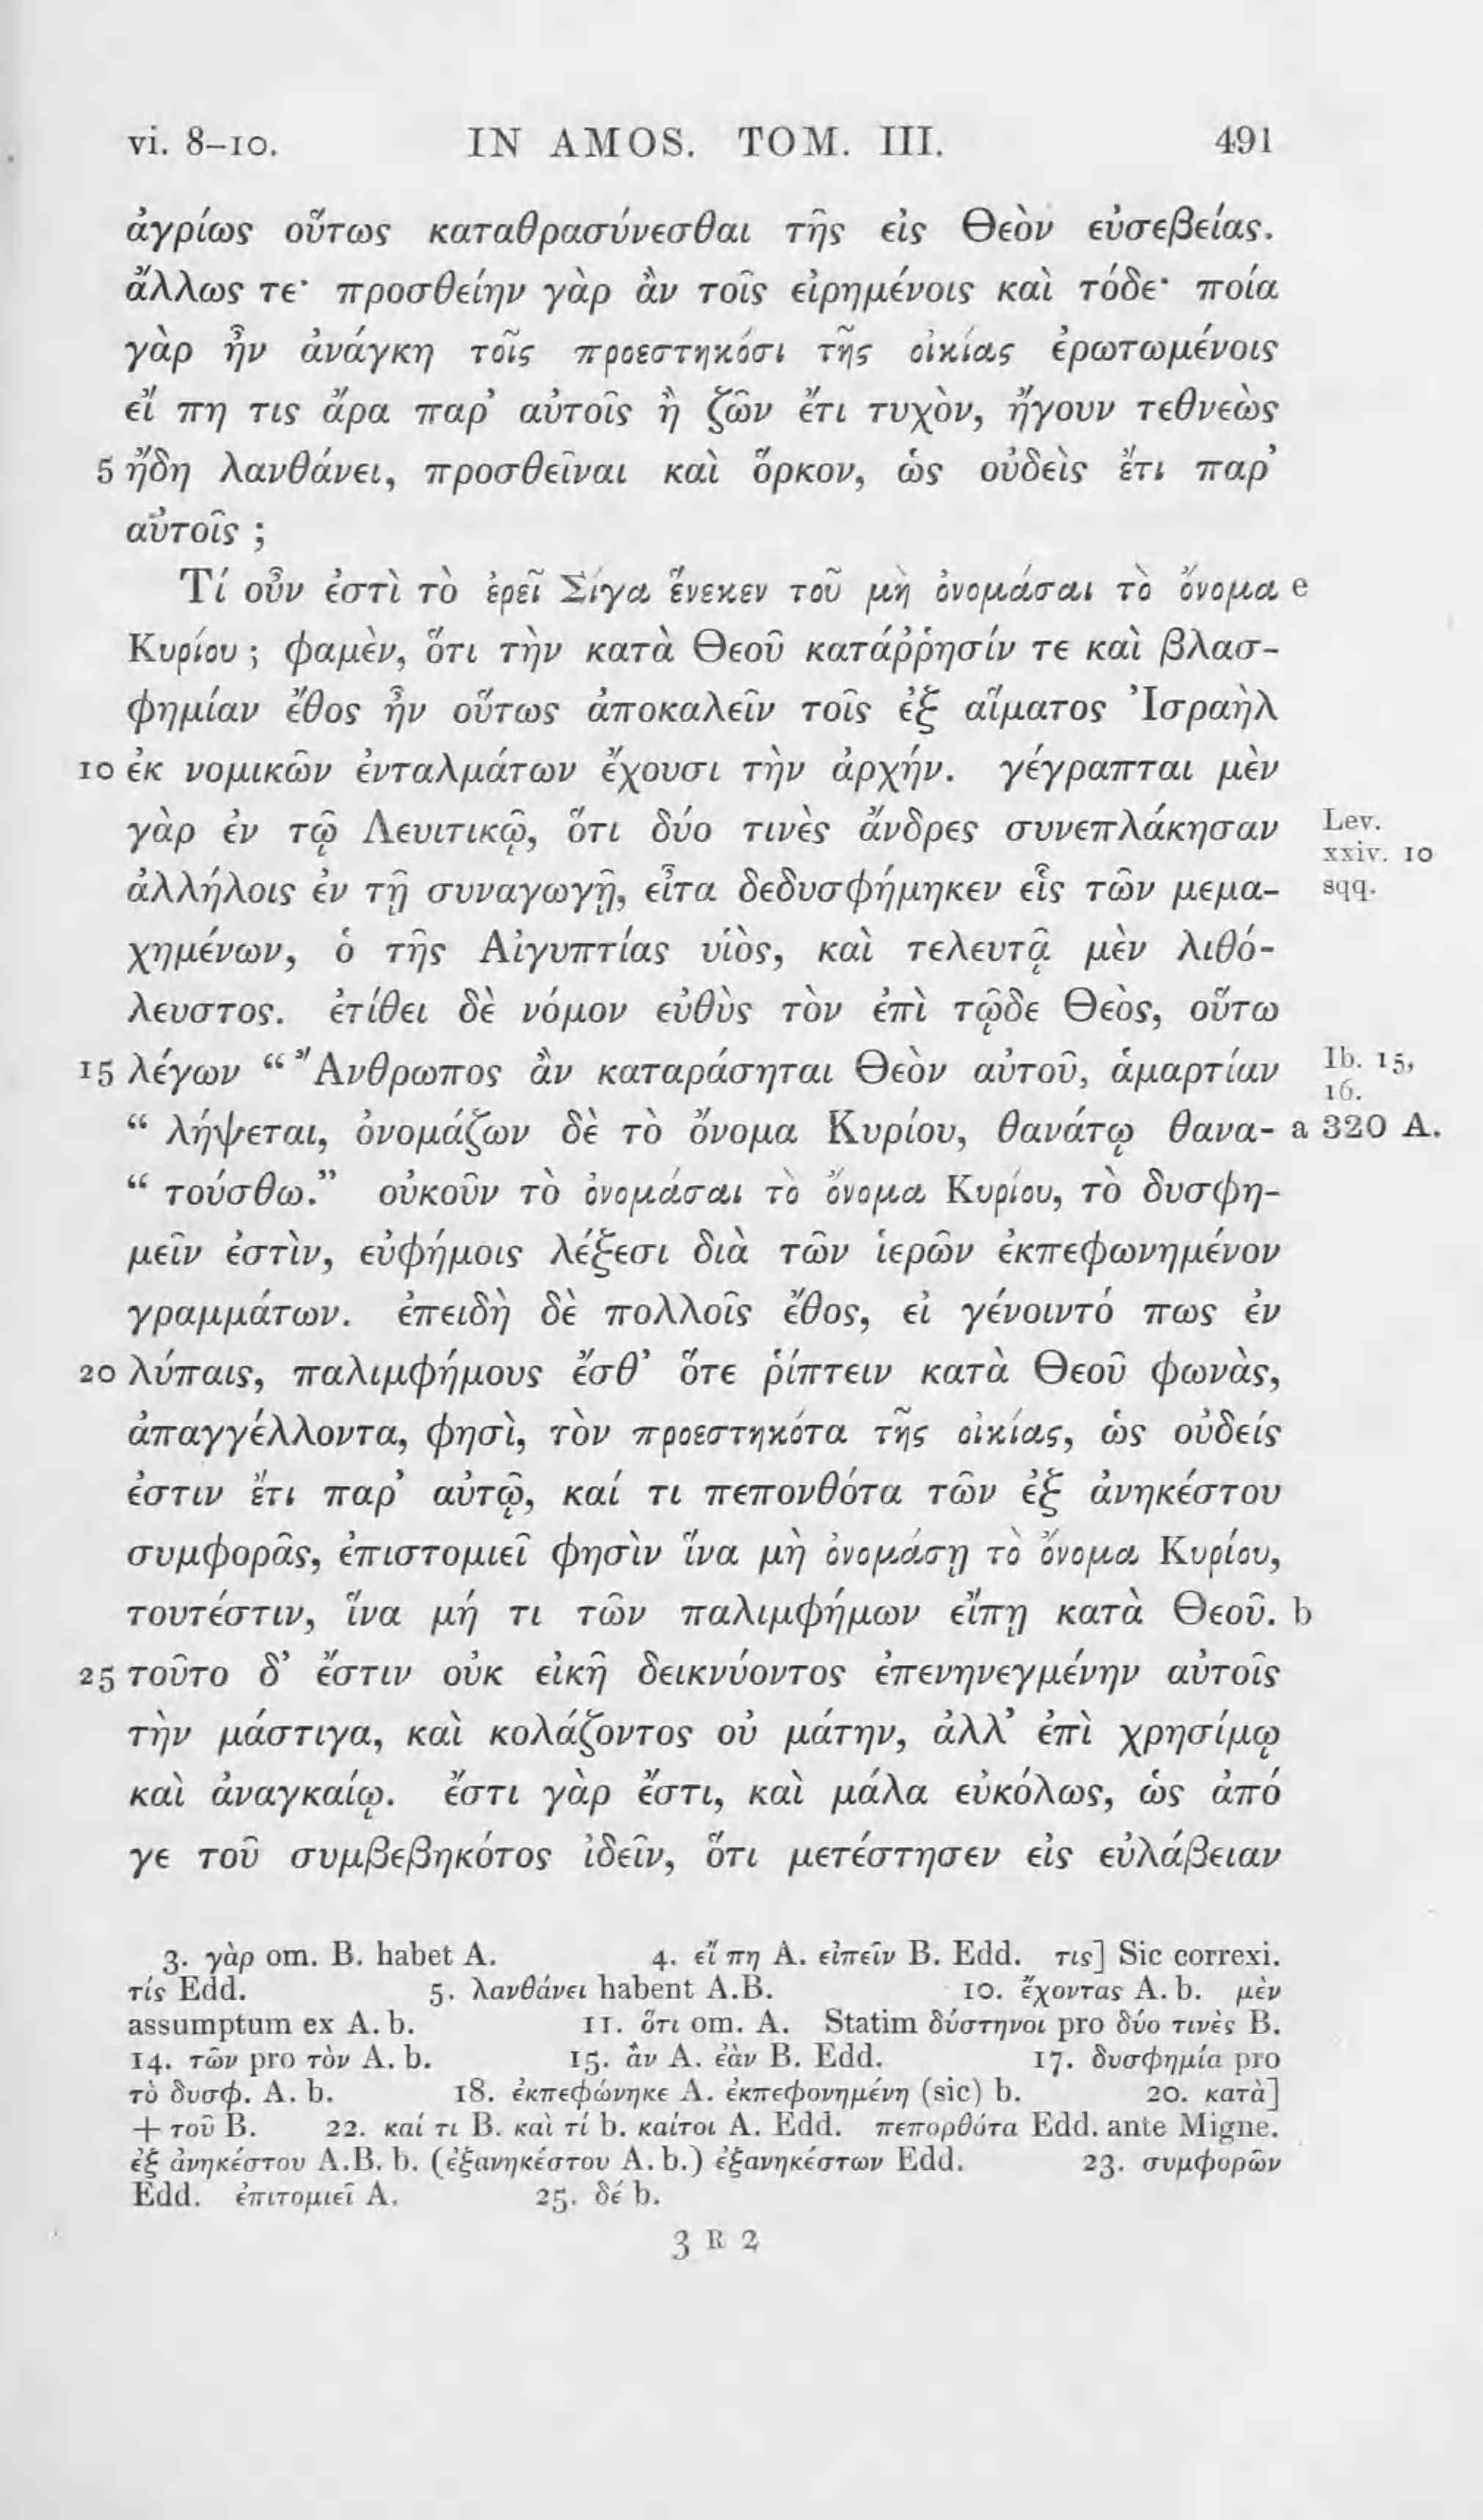 vi. 8–10. IN AMOS. TOM. III. 491
ἀγρίως οὕτως καταθρασύνεσθαι τῆς εἰς Θεὸν εὐσεβείας.
ἄλλως τε· προσθείην γὰρ ἂν τοῖς εἰρημένοις καὶ τόδε· ποία
γὰρ ἦν ἀνάγκη τοῖς προεστηκόσι τῆς οἰκίας ἐρωτωμένοις
εἴ πη τις ἄρα παρ’ αὐτοῖς ἢ ζῶν ἔτι τυχὸν, ἤγουν τεθνεὼς
5 ἤδη λανθάνει, προσθεῖναι καὶ ὅρκον, ὡς οὐδεὶς ἔτι παρ’
αὐτοῖς ;
Τί οὖν ἐστὶ τὸ ἐρεῖ Σίγα ἕνεκεν τοῦ μὴ ὀνομάσαι τὸ ὄνομα e
Κυρίου ; φαμὲν, ὅτι τὴν κατὰ Θεοῦ κατάῤῥησίν τε καὶ βλασ-
φημίαν ἔθος ἦν οὕτως ἀποκαλεῖν τοῖς ἐξ αἵματος Ἰσραὴλ
10 ἐκ νομικῶν ἐνταλμάτων ἔχουσι τὴν ἀρχήν. γέγραπται μὲν
γὰρ ἐν τῷ Λευιτικῷ, ὅτι δύο τινὲς ἄνδρες συνεπλάκησαν Lev.
xxiv. 10
ἀλλήλοις ἐν τῇ συναγωγῇ, εἶτα δεδυσφήμηκεν εἷς τῶν μεμα- sqq.
χημένων, ὁ τῆς Αἰγυπτίας υἱὸς, καὶ τελευτᾷ μὲν λιθό-
λευστος. ἐτίθει δὲ νόμον εὐθὺς τὸν ἐπὶ τῷδε Θεὸς, οὕτω
15 λέγων “ Ἄνθρωπος ἂν καταράσηται Θεὸν αὐτοῦ, ἁμαρτίαν Ib. 15,
16.
“ λήψεται, ὀνομάζων δὲ τὸ ὄνομα Κυρίου, θανάτῳ θανα- a 320 A.
“ τούσθω.” οὐκοῦν τὸ ὀνομάσαι τὸ ὄνομα Κυρίου, τὸ δυσφη-
μεῖν ἐστὶν, εὐφήμοις λέξεσι διὰ τῶν ἱερῶν ἐκπεφωνημένον
γραμμάτων. ἐπειδὴ δὲ πολλοῖς ἔθος, εἰ γένοιντό πως ἐν
20 λύπαις, παλιμφήμους ἔσθ’ ὅτε ῥίπτειν κατὰ Θεοῦ φωνὰς,
ἀπαγγέλλοντα, φησὶ, τὸν προεστηκότα τῆς οἰκίας, ὡς οὐδείς
ἐστιν ἔτι παρ’ αὐτῷ, καί τι πεπονθότα τῶν ἐξ ἀνηκέστου
συμφορᾶς, ἐπιστομιεῖ φησὶν ἵνα μὴ ὀνομάσῃ τὸ ὄνομα Κυρίου,
τουτέστιν, ἵνα μή τι τῶν παλιμφήμων εἴπῃ κατὰ Θεοῦ. b
25 τοῦτο δ’ ἔστιν οὐκ εἰκῆ δεικνύοντος ἐπενηνεγμένην αὐτοῖς
τὴν μάστιγα, καὶ κολάζοντος οὐ μάτην, ἀλλ’ ἐπὶ χρησίμῳ
καὶ ἀναγκαίῳ. ἔστι γὰρ ἔστι, καὶ μάλα εὐκόλως, ὡς ἀπό
γε τοῦ συμβεβηκότος ἰδεῖν, ὅτι μετέστησεν εἰς εὐλάβειαν
3. γὰρ om. B. habet A. 4. εἴ πη A. εἰπεῖν B. Edd. τις] Sic correxi.
τίς Edd. 5. λανθάνει habent A.B. 10. ἔχοντας A. b. μὲν
assumptum ex A. b. 11. ὅτι om. A. Statim δύστηνοι pro δύο τινὲς B.
14. τῶν pro τὸν A. b. 15. ἂν A. ἐὰν B. Edd. 17. δυσφημία pro
τὸ δυσφ. A. b. 18. ἐκπεφώνηκε A. ἐκπεφονημένη (sic) b. 20. κατὰ]
+ τοῦ B. 22. καί τι B. καὶ τί b. καίτοι A. Edd. πεπορθότα Edd. ante Migne.
ἐξ ἀνηκέστου A.B. b. (ἐξανηκέστου A. b.) ἐξανηκέστων Edd. 23. συμφορῶν
Edd. ἐπιτομιεῖ A. 25. δέ b.
3 R 2